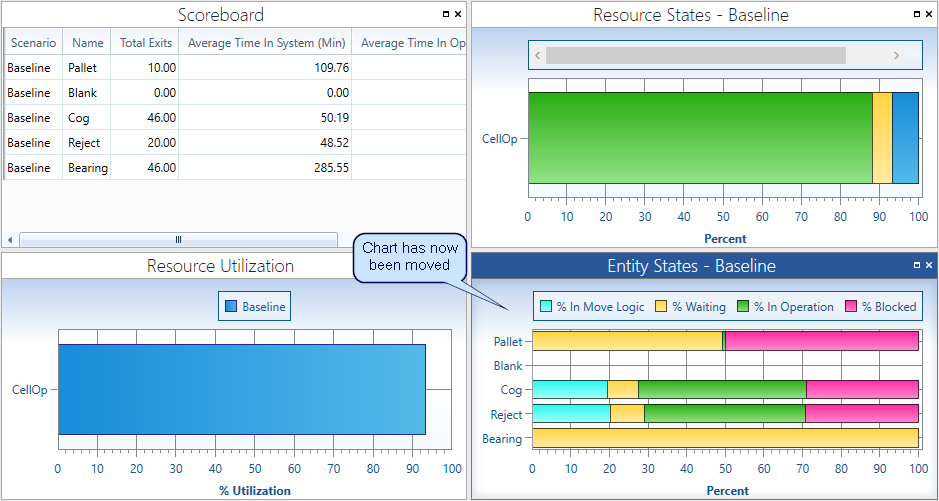 Scoreboard
Scenario Name Total Exits Average Time In System (Min) Average Time In Op
Baseline Pallet 10.00 109.76
Baseline Blank 0.00 0.00
Baseline Cog 46.00 50.19
Baseline Reject 20.00 48.52
Baseline Bearing 46.00 285.55
Resource States - Baseline
CellOp
0 10 20 30 40 50 60 70 80 90 100
Percent
Chart has now
been moved
Resource Utilization
Baseline
CellOp
0 10 20 30 40 50 60 70 80 90 100
% Utilization
Entity States - Baseline
% In Move Logic % Waiting % In Operation % Blocked
Pallet
Blank
Cog
Reject
Bearing
0 10 20 30 40 50 60 70 80 90 100
Percent